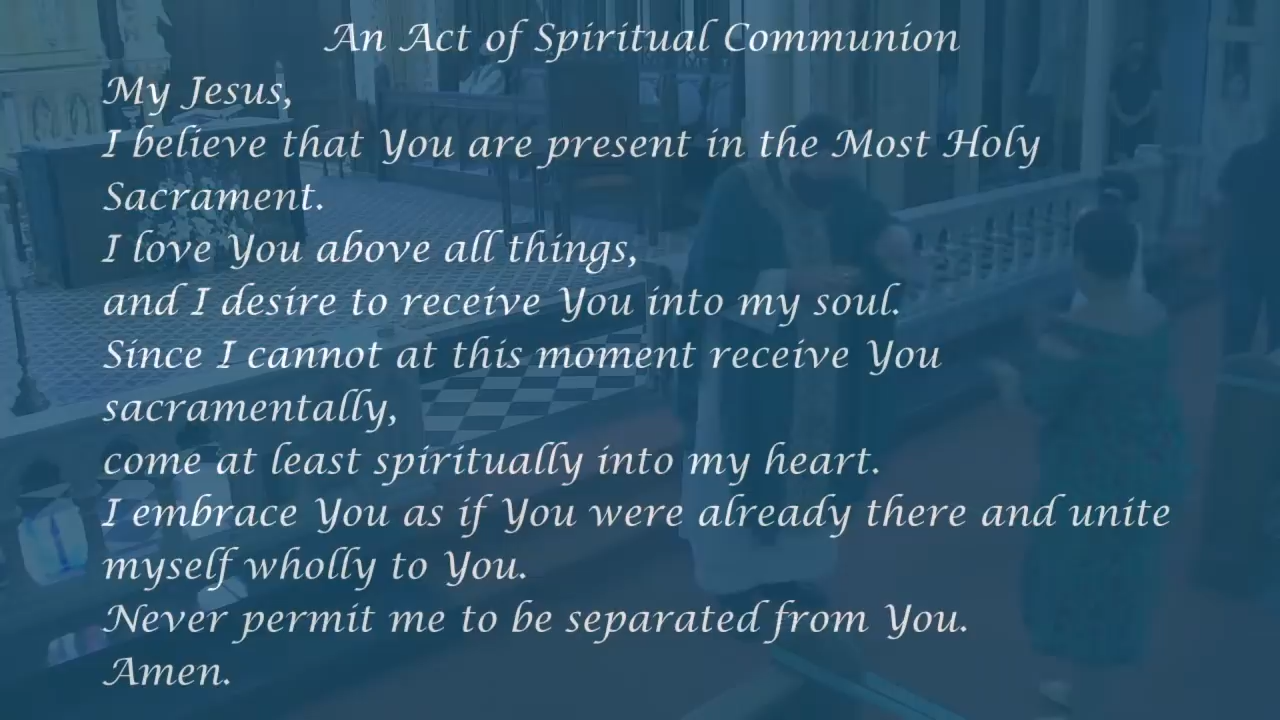 An Act of Spiritual Communion
My Jesus,
I believe that You are present in the Most Holy
Sacrament.
I love You above all things,
and I desire to receive You into my soul.
Since I cannot at this moment receive You
sacramentally,
come at least spiritually into my heart.
I embrace You as if You were already there and unite
myself wholly to You.
Never permit me to be separated from You.
Amen.